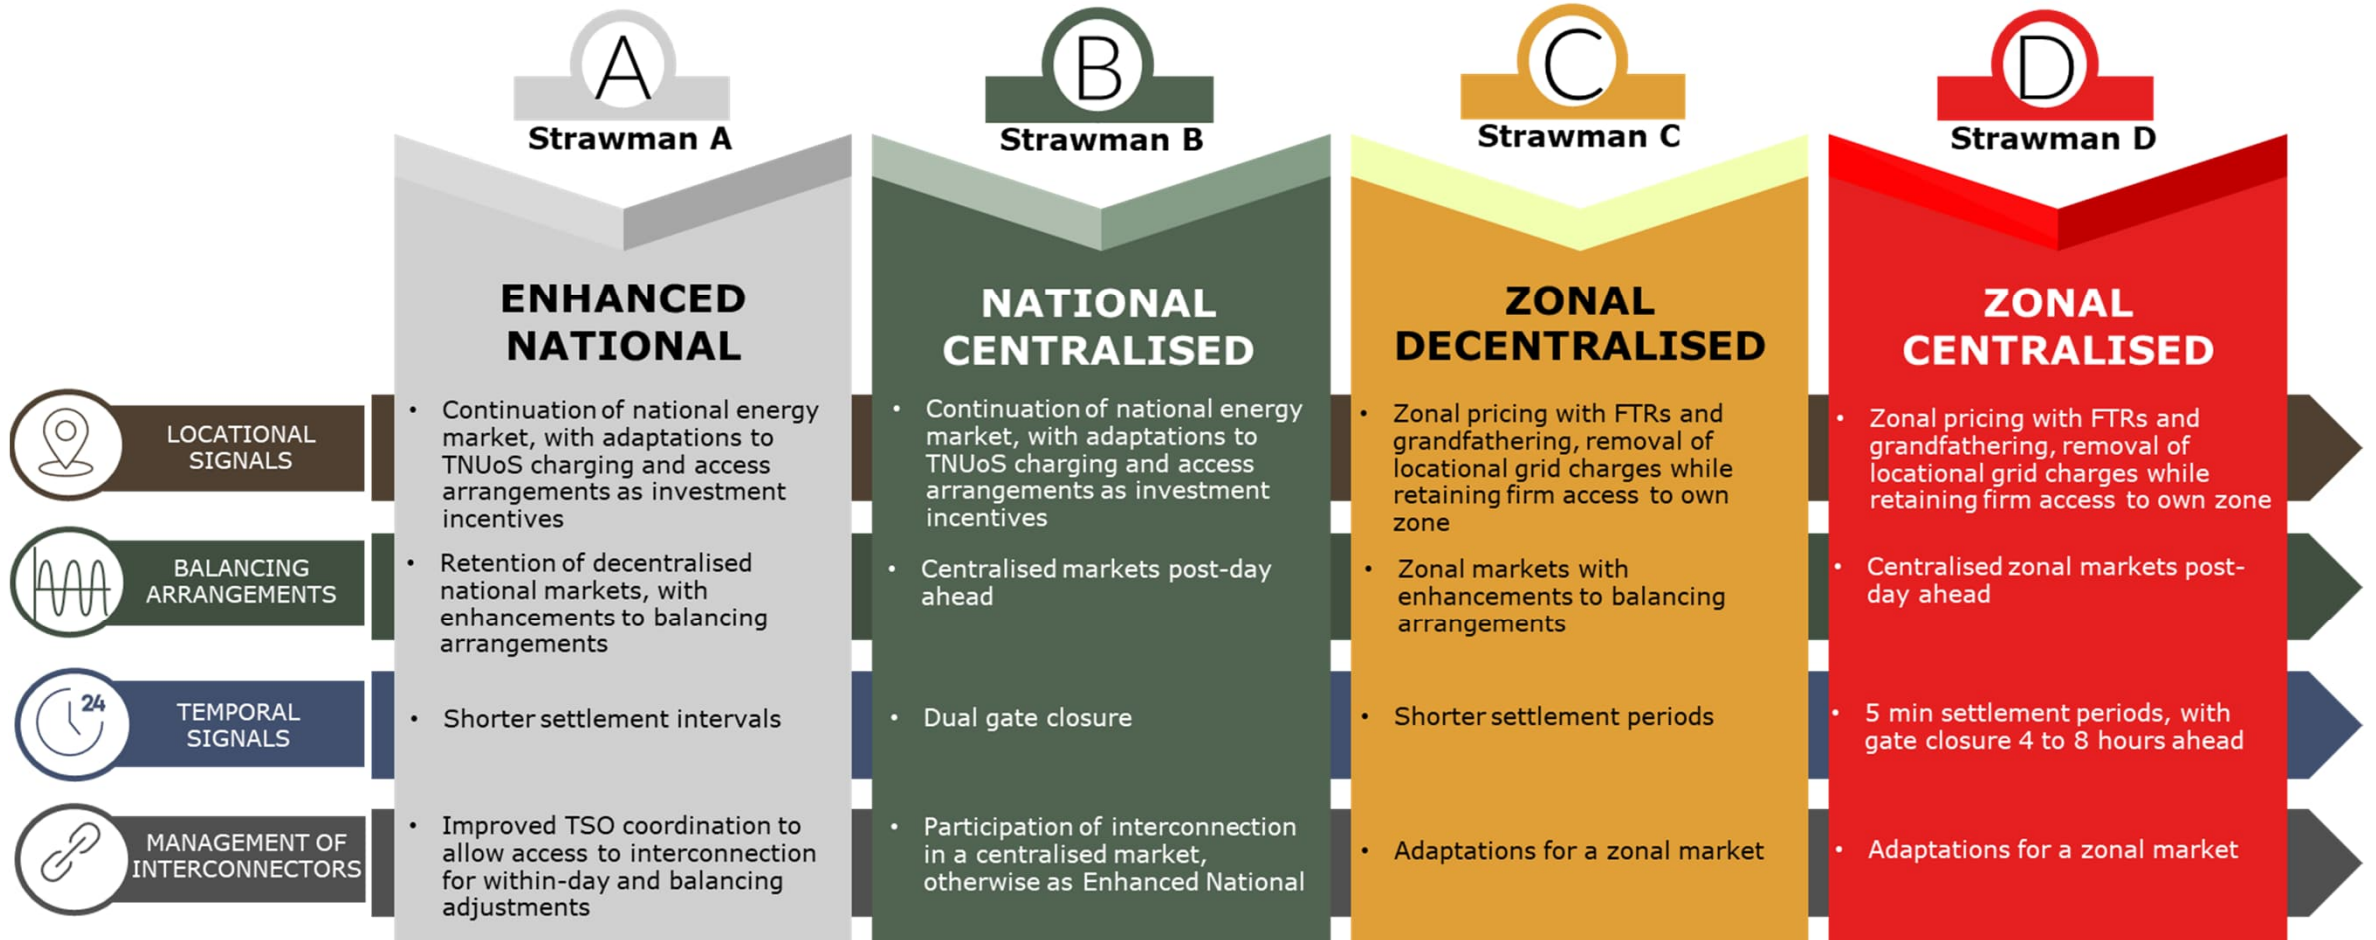 A
Strawman A
B
Strawman B
C
Strawman C
D
Strawman D
ENHANCED
NATIONAL
NATIONAL
CENTRALISED
ZONAL
DECENTRALISED
ZONAL
CENTRALISED
LOCATIONAL
SIGNALS
• Continuation of national energy
market, with adaptations to
TNUoS charging and access
arrangements as investment
incentives
• Continuation of national energy
market, with adaptations to
TNUoS charging and access
arrangements as investment
incentives
• Zonal pricing with FTRs and
grandfathering, removal of
locational grid charges while
retaining firm access to own
zone
• Zonal pricing with FTRs and
grandfathering, removal of
locational grid charges while
retaining firm access to own zone
BALANCING
ARRANGEMENTS
• Retention of decentralised
national markets, with
enhancements to balancing
arrangements
• Centralised markets post-day
ahead
• Zonal markets with
enhancements to balancing
arrangements
• Centralised zonal markets post-
day ahead
24
TEMPORAL
SIGNALS
• Shorter settlement intervals
• Dual gate closure
• Shorter settlement periods
• 5 min settlement periods, with
gate closure 4 to 8 hours ahead
MANAGEMENT OF
INTERCONNECTORS
• Improved TSO coordination to
allow access to interconnection
for within-day and balancing
adjustments
• Participation of interconnection
in a centralised market,
otherwise as Enhanced National
• Adaptations for a zonal market
• Adaptations for a zonal market